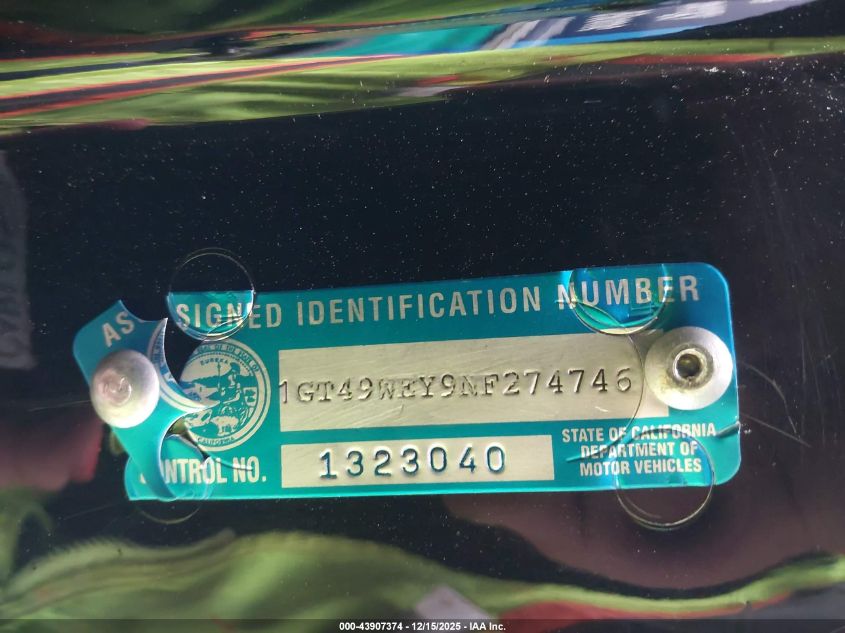 ASSIGNED IDENTIFICATION NUMBER
EUREKA
1GT49WEY9NF274746
CONTROL NO. 1323040
STATE OF CALIFORNIA
DEPARTMENT OF
MOTOR VEHICLES
000-43907374 - 12/15/2025 - IAA Inc.